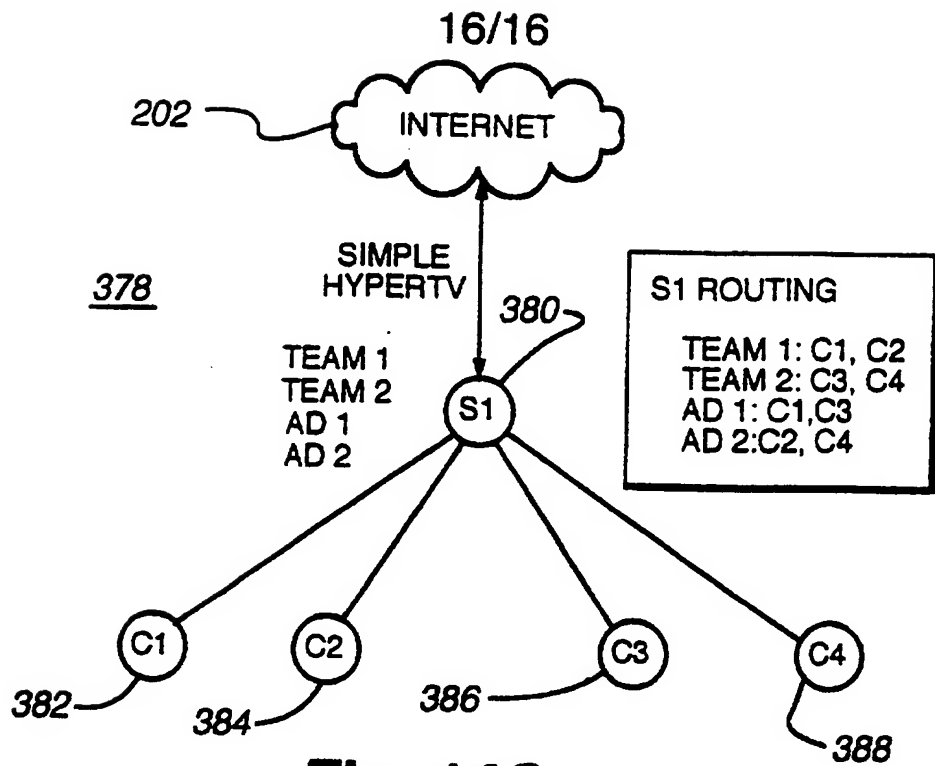 16/16
INTERNET
202
SIMPLE
HYPERTV
378
380
S1 ROUTING
TEAM 1: C1, C2
TEAM 2: C3, C4
AD 1: C1,C3
AD 2:C2, C4
TEAM 1
TEAM 2
AD 1
AD 2
S1
C1
C2
C3
C4
382
384
386
388